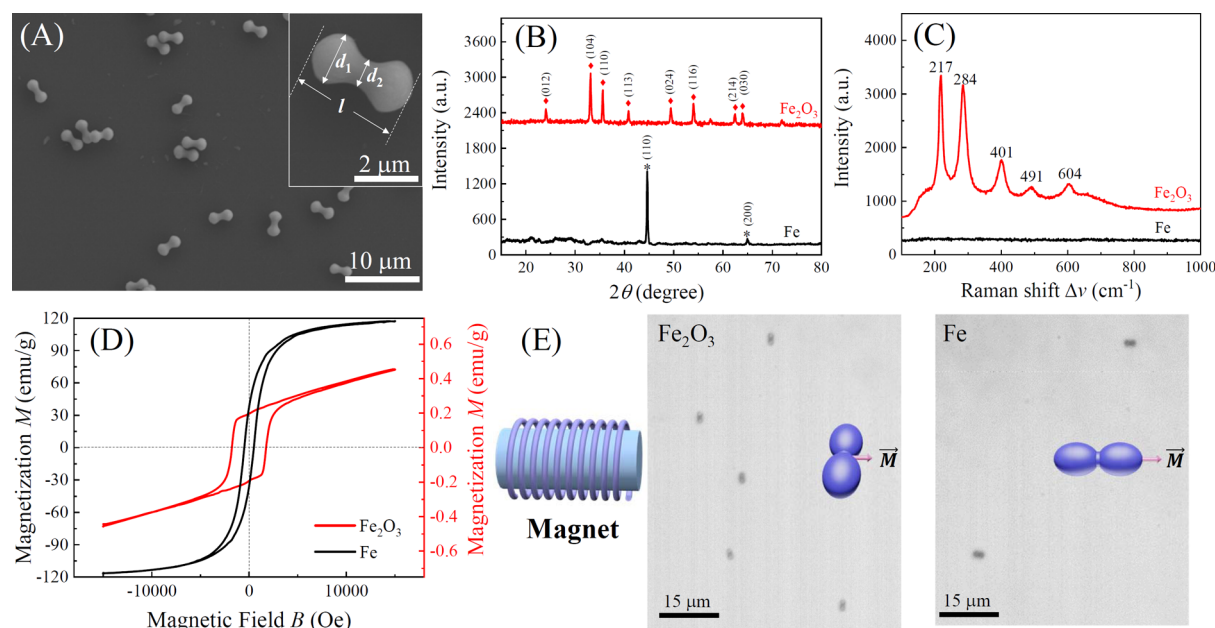 (A)
d1
d2
l
2 μm
10 μm
(B)
Intensity (a.u.)
3600
3000
2400
1800
1200
600
0
(012)
(104)
(110)
(113)
(024)
(116)
(214)
(030)
Fe2O3
(110)
*
(200)
*
Fe
20
30
40
50
60
70
80
2θ (degree)
(C)
Intensity (a.u.)
4000
3000
2000
1000
0
217
284
401
491
604
Fe2O3
Fe
200
400
600
800
1000
Raman shift Δν (cm-1)
(D)
Magnetization M (emu/g)
120
90
60
30
0
-30
-60
-90
-120
Fe2O3
Fe
-10000
0
10000
Magnetic Field B (Oe)
0.6
0.4
0.2
0.0
-0.2
-0.4
-0.6
Magnetization M (emu/g)
(E)
Magnet
Fe2O3
M
15 μm
Fe
M
15 μm